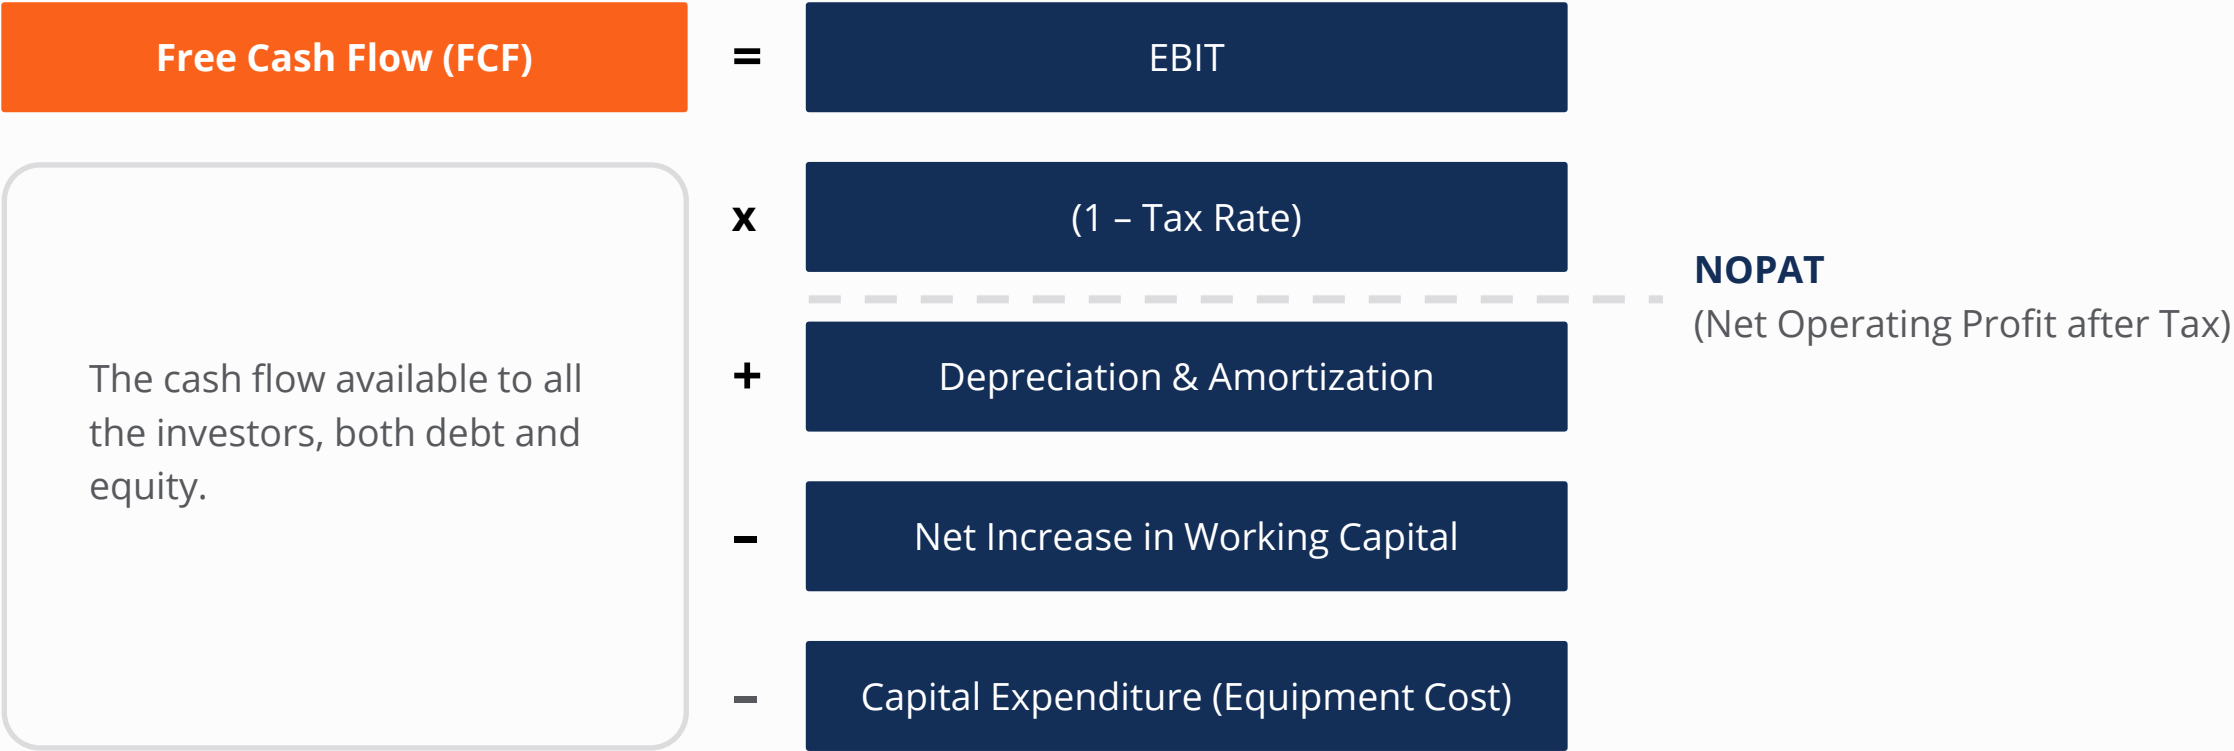 Free Cash Flow (FCF)
=
EBIT
x
(1 – Tax Rate)
NOPAT
(Net Operating Profit after Tax)
The cash flow available to all
the investors, both debt and
equity.
+
Depreciation & Amortization
–
Net Increase in Working Capital
–
Capital Expenditure (Equipment Cost)